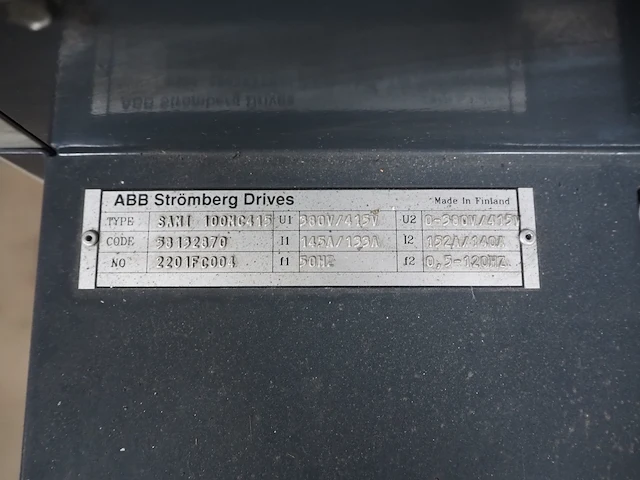 ABB Strömberg Drives Made in Finland
TYPE SAMI 100MC415 U1 380V/415V U2 0-380V/415V
CODE 58132870 I1 145A/133A I2 152A/140A
NO 2201FC004 f1 50HZ f2 0,5-120HZ